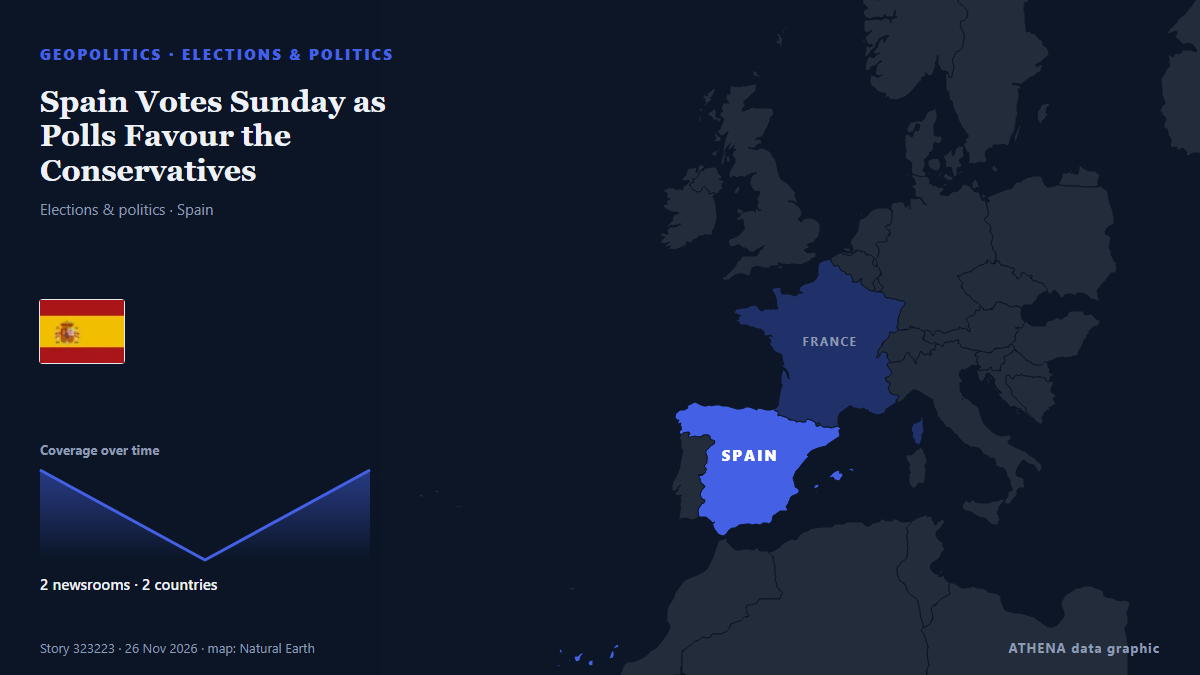 GEOPOLITICS · ELECTIONS & POLITICS
Spain Votes Sunday as
Polls Favour the
Conservatives
Elections & politics · Spain
FRANCE
SPAIN
Coverage over time
2 newsrooms · 2 countries
Story 323223 · 26 Nov 2026 · map: Natural Earth
ATHENA data graphic